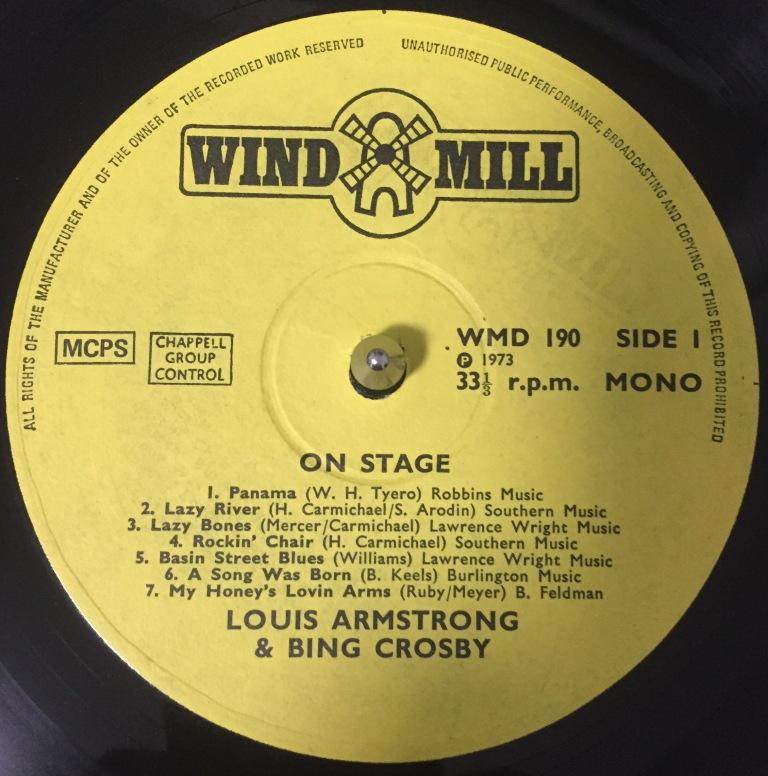 ALL RIGHTS OF THE MANUFACTURER AND OF THE OWNER OF THE RECORDED WORK RESERVED
UNAUTHORISED PUBLIC PERFORMANCE, BROADCASTING AND COPYING OF THIS RECORD PROHIBITED
WIND MILL
MCPS
CHAPPELL
GROUP
CONTROL
WMD 190 SIDE 1
℗ 1973
33⅓ r.p.m. MONO
ON STAGE
1. Panama (W. H. Tyero) Robbins Music
2. Lazy River (H. Carmichael/S. Arodin) Southern Music
3. Lazy Bones (Mercer/Carmichael) Lawrence Wright Music
4. Rockin' Chair (H. Carmichael) Southern Music
5. Basin Street Blues (Williams) Lawrence Wright Music
6. A Song Was Born (B. Keels) Burlington Music
7. My Honey's Lovin Arms (Ruby/Meyer) B. Feldman
LOUIS ARMSTRONG
& BING CROSBY